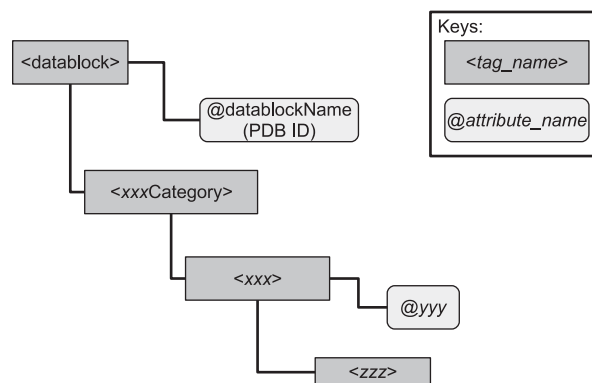 Keys:
<datablock>
<tag_name>
@datablockName
(PDB ID)
@attribute_name
<xxxCategory>
<xxx>
@yyy
<zzz>